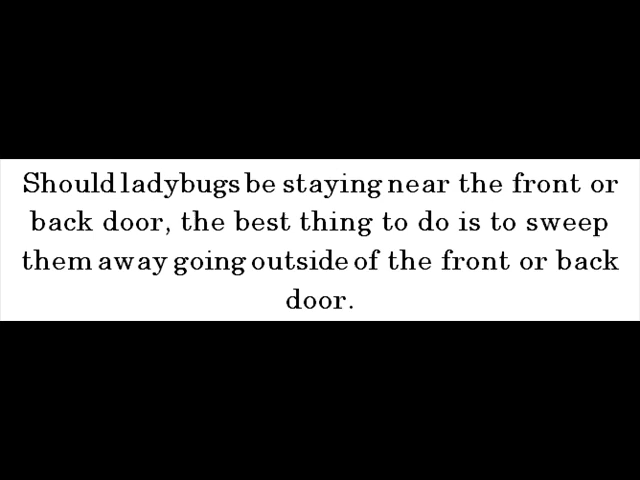 Should ladybugs be staying near the front or
back door, the best thing to do is to sweep
them away going outside of the front or back
door.